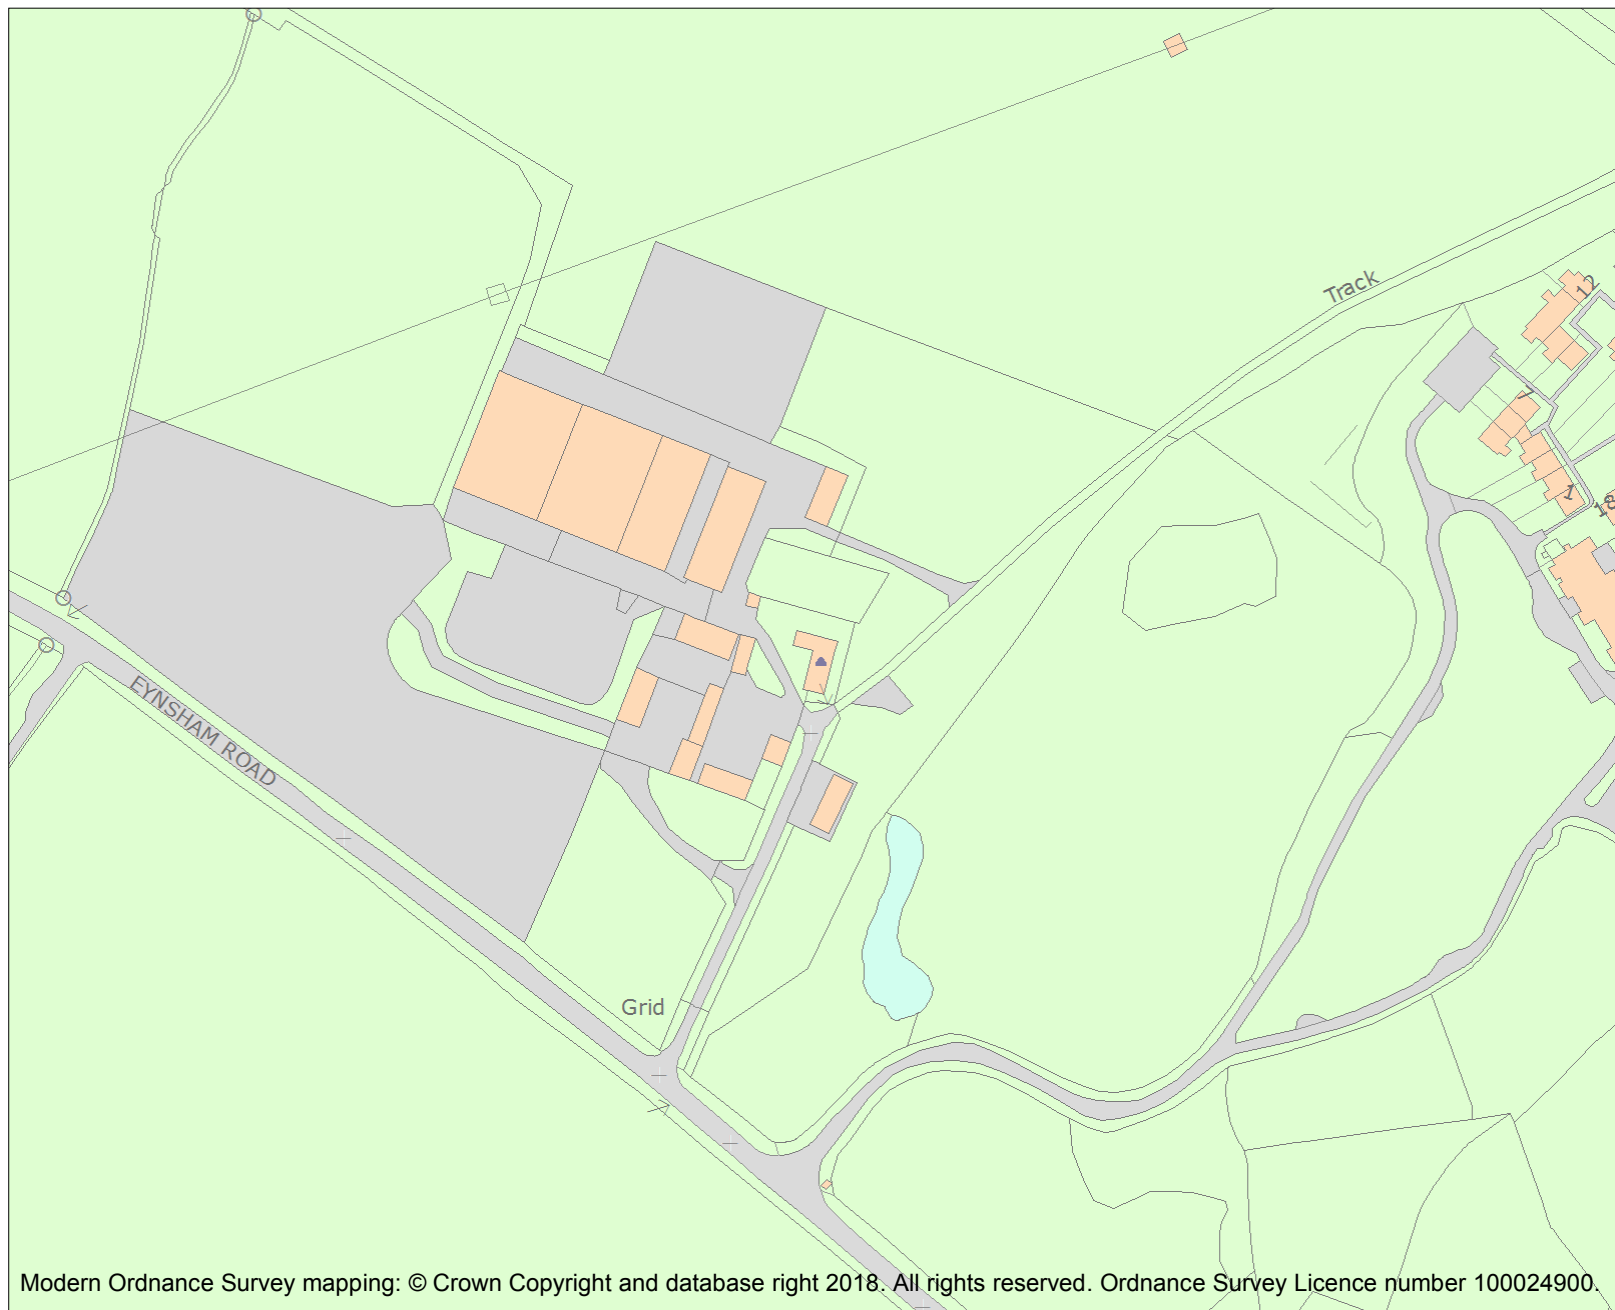 Track
12
7
1
18
EYNSHAM ROAD
Grid
Modern Ordnance Survey mapping: © Crown Copyright and database right 2018. All rights reserved. Ordnance Survey Licence number 100024900.